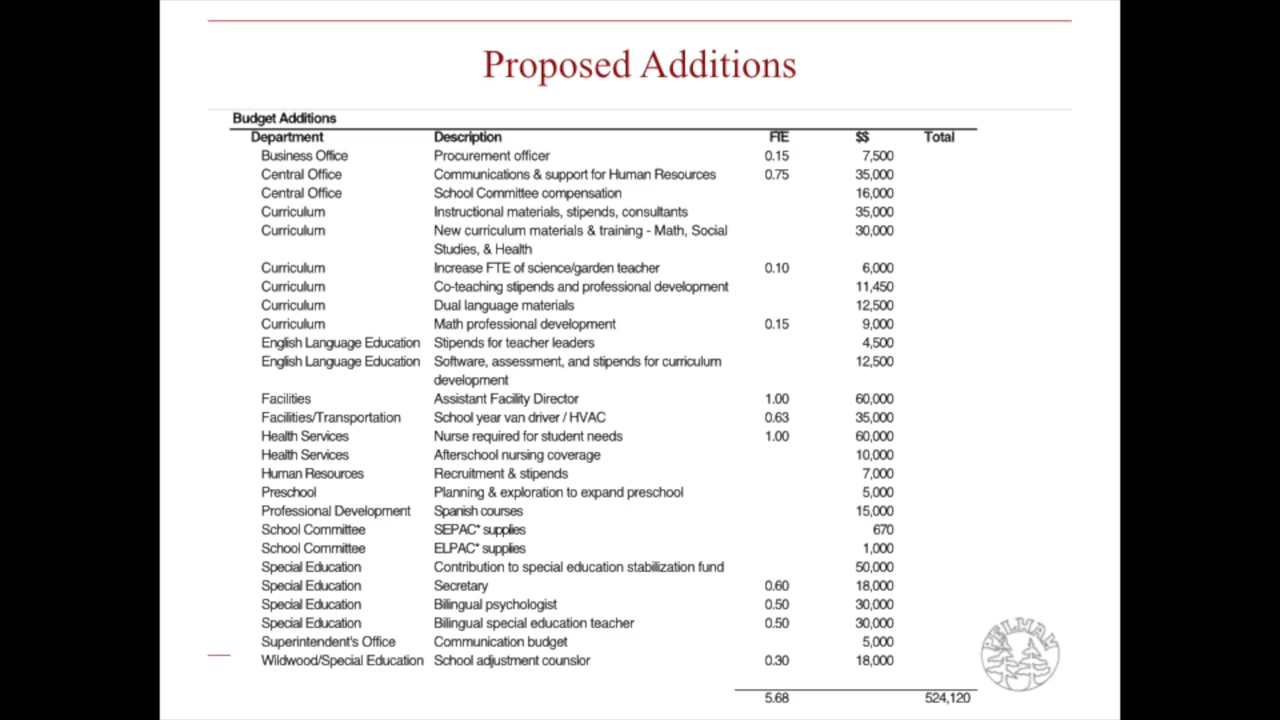 Proposed Additions
Budget Additions
Department Description FTE $$ Total
Business Office Procurement officer 0.15 7,500
Central Office Communications & support for Human Resources 0.75 35,000
Central Office School Committee compensation 16,000
Curriculum Instructional materials, stipends, consultants 35,000
Curriculum New curriculum materials & training - Math, Social 30,000
Studies, & Health
Curriculum Increase FTE of science/garden teacher 0.10 6,000
Curriculum Co-teaching stipends and professional development 11,450
Curriculum Dual language materials 12,500
Curriculum Math professional development 0.15 9,000
English Language Education Stipends for teacher leaders 4,500
English Language Education Software, assessment, and stipends for curriculum 12,500
development
Facilities Assistant Facility Director 1.00 60,000
Facilities/Transportation School year van driver / HVAC 0.63 35,000
Health Services Nurse required for student needs 1.00 60,000
Health Services Afterschool nursing coverage 10,000
Human Resources Recruitment & stipends 7,000
Preschool Planning & exploration to expand preschool 5,000
Professional Development Spanish courses 15,000
School Committee SEPAC* supplies 670
School Committee ELPAC* supplies 1,000
Special Education Contribution to special education stabilization fund 50,000
Special Education Secretary 0.60 18,000
Special Education Bilingual psychologist 0.50 30,000
Special Education Bilingual special education teacher 0.50 30,000
Superintendent's Office Communication budget 5,000
Wildwood/Special Education School adjustment counslor 0.30 18,000
5.68 524,120
PELHAM